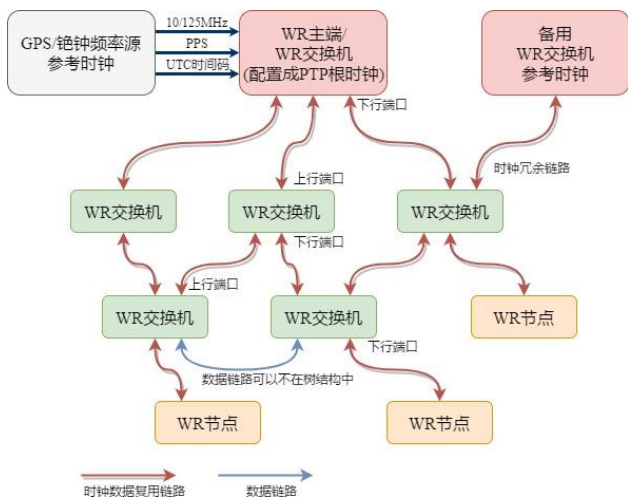 GPS/铯钟频率源
参考时钟
10/125MHz
PPS
UTC时间码
WR主端/
WR交换机
(配置成PTP根时钟)
备用
WR交换机
参考时钟
下行端口
时钟冗余链路
上行端口
WR交换机
WR交换机
WR交换机
下行端口
上行端口
WR交换机
WR交换机
WR节点
下行端口
数据链路可以不在树结构中
WR节点
WR节点
时钟数据复用链路
数据链路